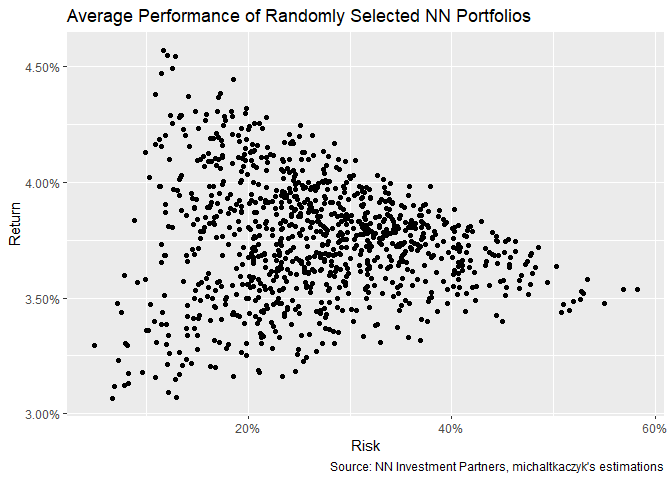 Average Performance of Randomly Selected NN Portfolios
4.50%
4.00%
3.50%
3.00%
Return
20%
40%
60%
Risk
Source: NN Investment Partners, michaltkaczyk's estimations